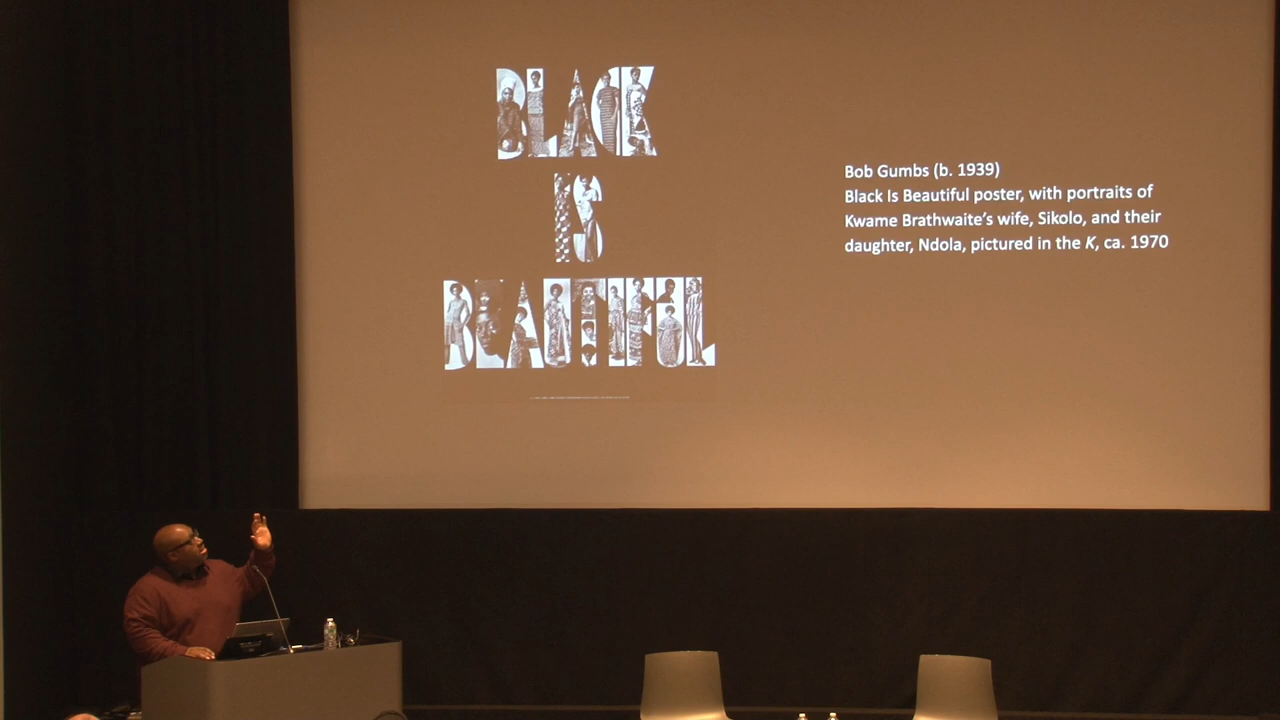 BLACK
IS
BEAUTIFUL
Bob Gumbs (b. 1939)
Black Is Beautiful poster, with portraits of
Kwame Brathwaite's wife, Sikolo, and their
daughter, Ndola, pictured in the K, ca. 1970